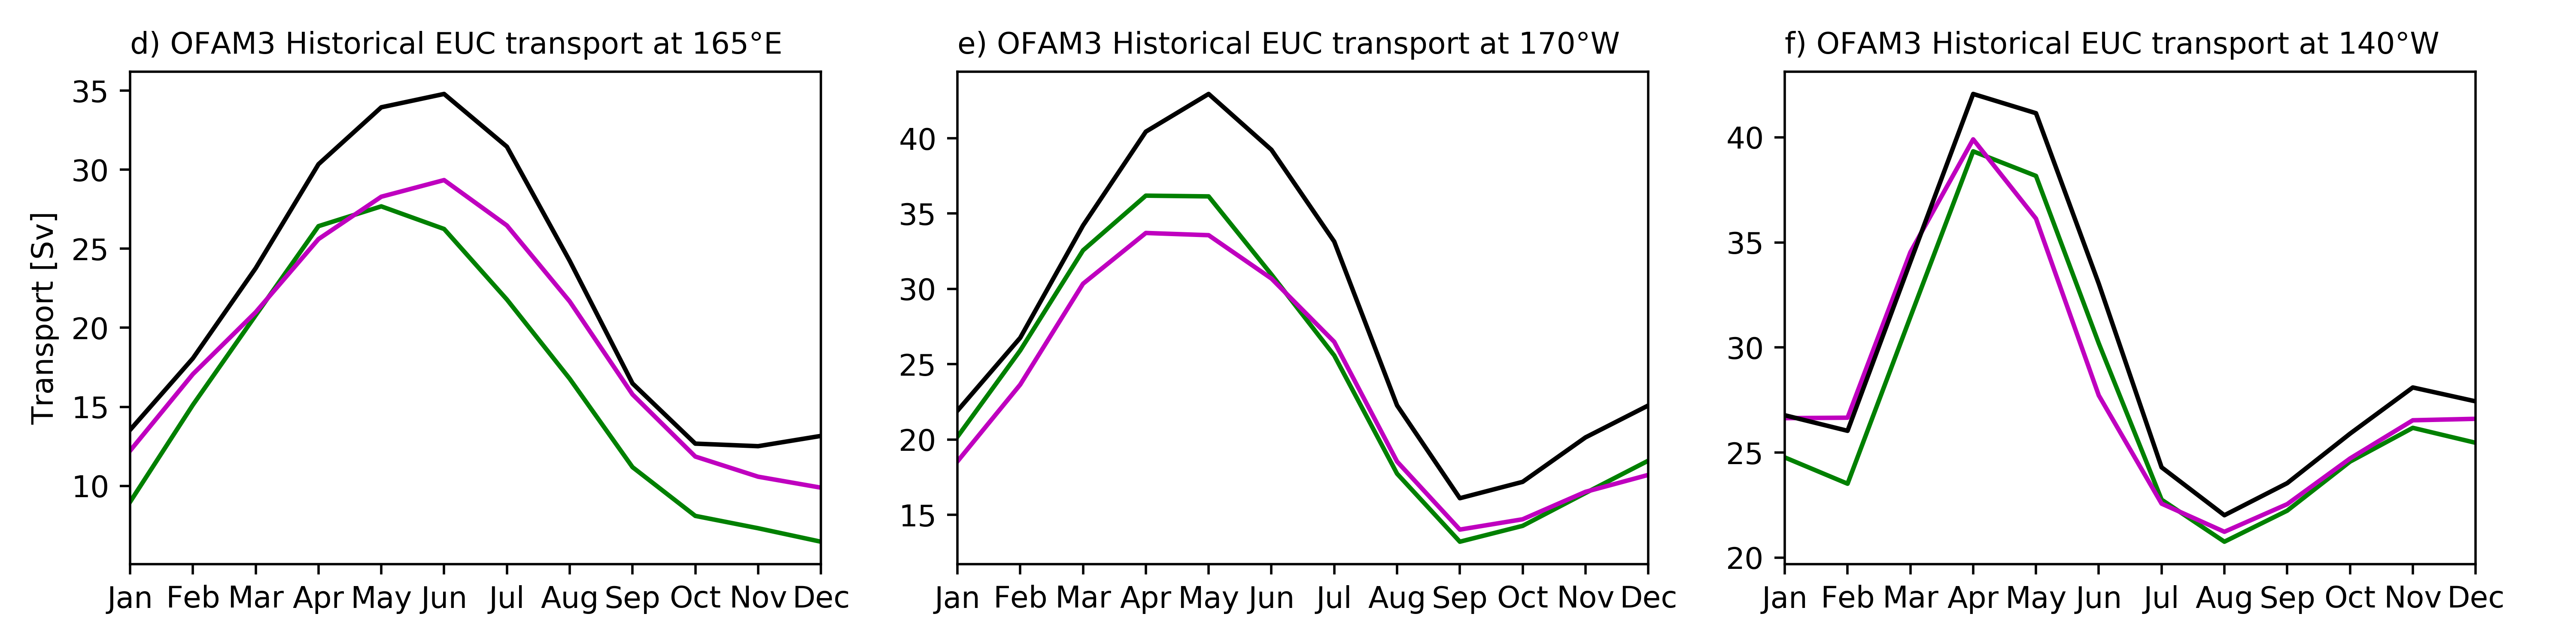 d) OFAM3 Historical EUC transport at 165°E
35
30
25
20
15
10
Transport [Sv]
Jan Feb Mar Apr May Jun Jul Aug Sep Oct Nov Dec
e) OFAM3 Historical EUC transport at 170°W
40
35
30
25
20
15
Jan Feb Mar Apr May Jun Jul Aug Sep Oct Nov Dec
f) OFAM3 Historical EUC transport at 140°W
40
35
30
25
20
Jan Feb Mar Apr May Jun Jul Aug Sep Oct Nov Dec